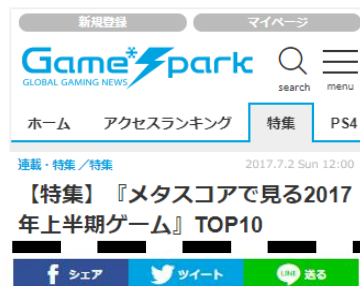 新規登録 マイページ
Game*Spark
GLOBAL GAMING NEWS
search menu
ホーム アクセスランキング 特集 PS4
連載・特集／特集 2017.7.2 Sun 12:00
【特集】『メタスコアで見る2017
年上半期ゲーム』TOP10
f シェア ツイート LINE 送る